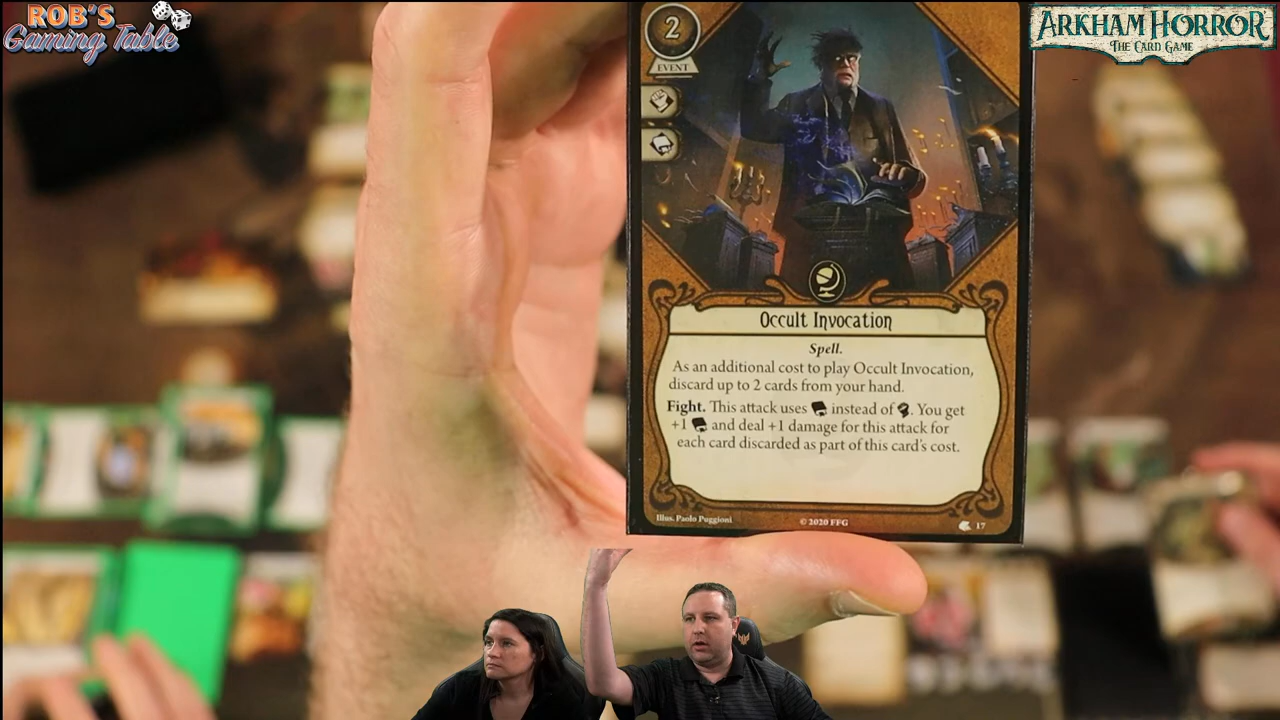 ROB'S
Gaming Table
ARKHAM HORROR
THE CARD GAME
2
EVENT
Occult Invocation
Spell.
As an additional cost to play Occult Invocation,
discard up to 2 cards from your hand.
Fight. This attack uses instead of . You get
+1 and deal +1 damage for this attack for
each card discarded as part of this card's cost.
Illus. Paolo Puggioni
© 2020 FFG
17